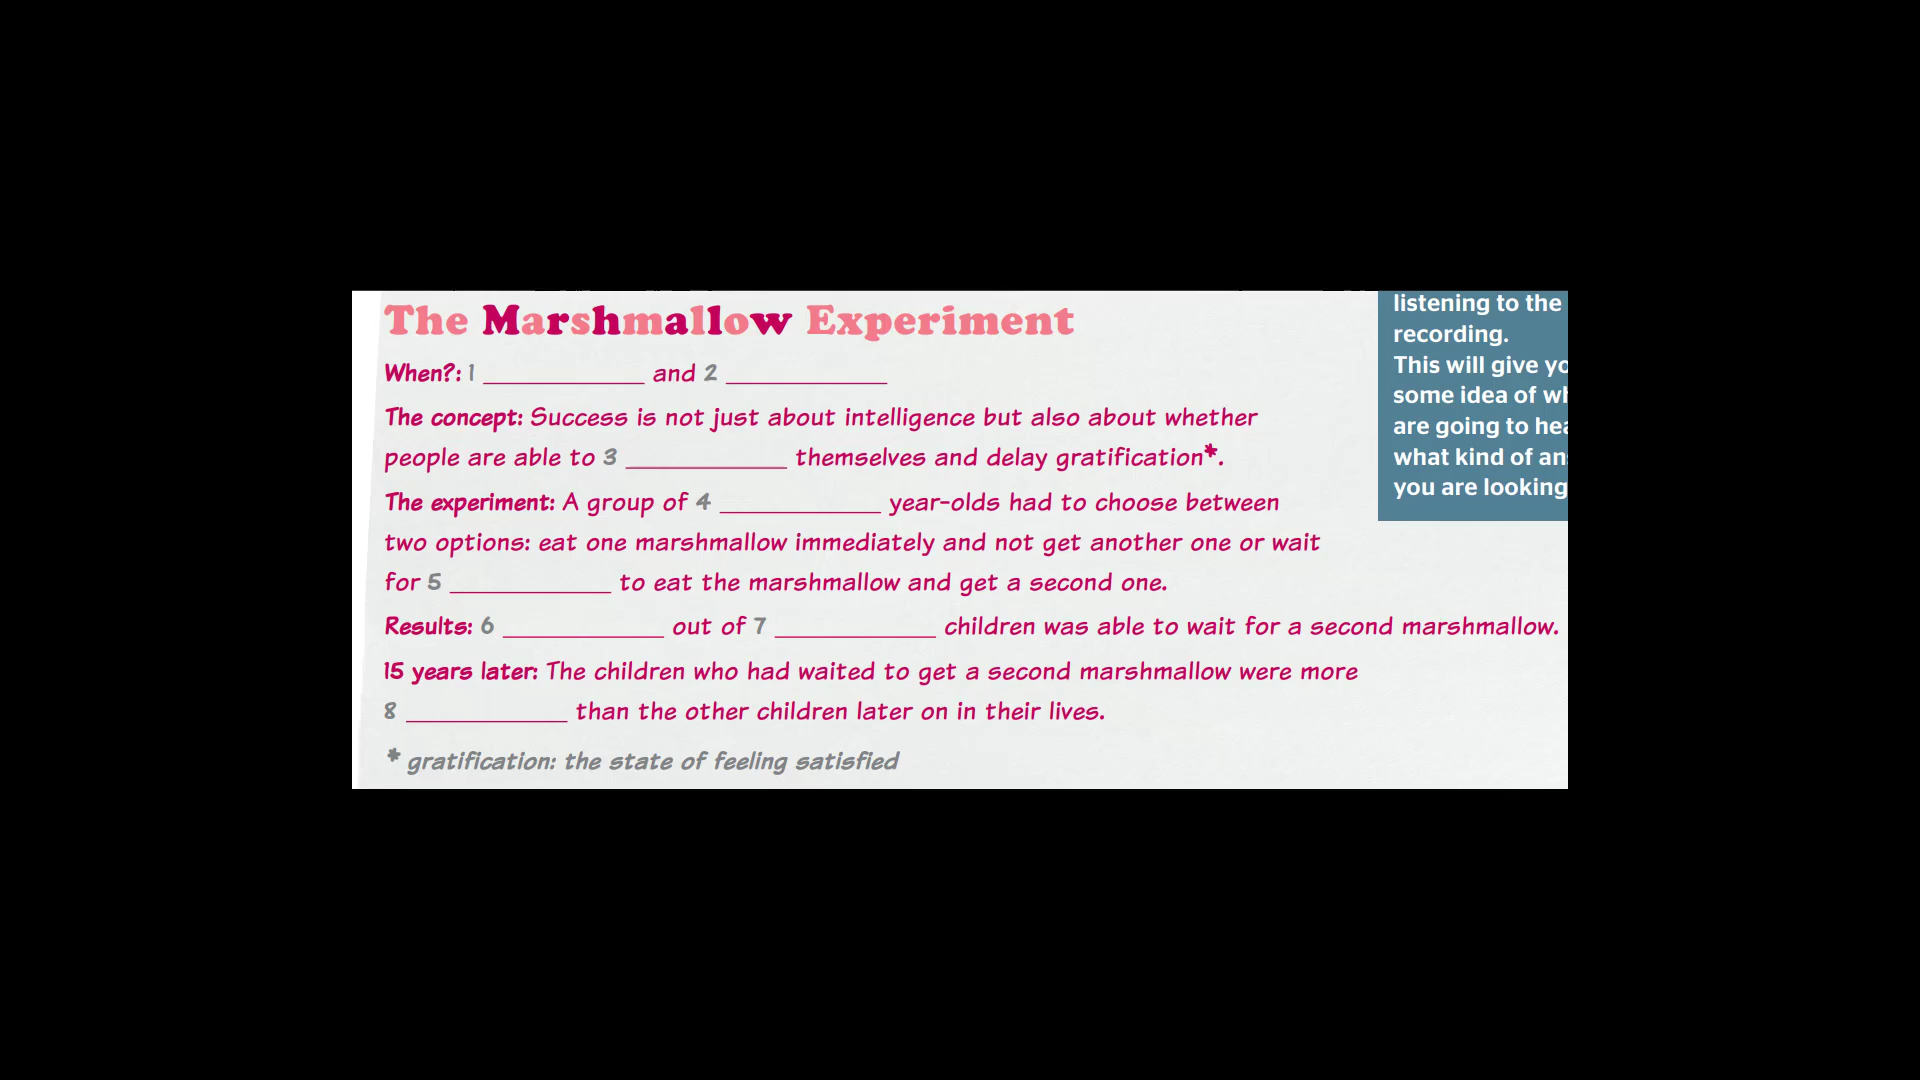 The Marshmallow Experiment
When?: 1 ____________ and 2 ____________
The concept: Success is not just about intelligence but also about whether
people are able to 3 ____________ themselves and delay gratification*.
The experiment: A group of 4 ____________ year-olds had to choose between
two options: eat one marshmallow immediately and not get another one or wait
for 5 ____________ to eat the marshmallow and get a second one.
Results: 6 ____________ out of 7 ____________ children was able to wait for a second marshmallow.
15 years later: The children who had waited to get a second marshmallow were more
8 ____________ than the other children later on in their lives.
* gratification: the state of feeling satisfied
listening to the
recording.
This will give
some idea of
are going to
what kind of
you are looking